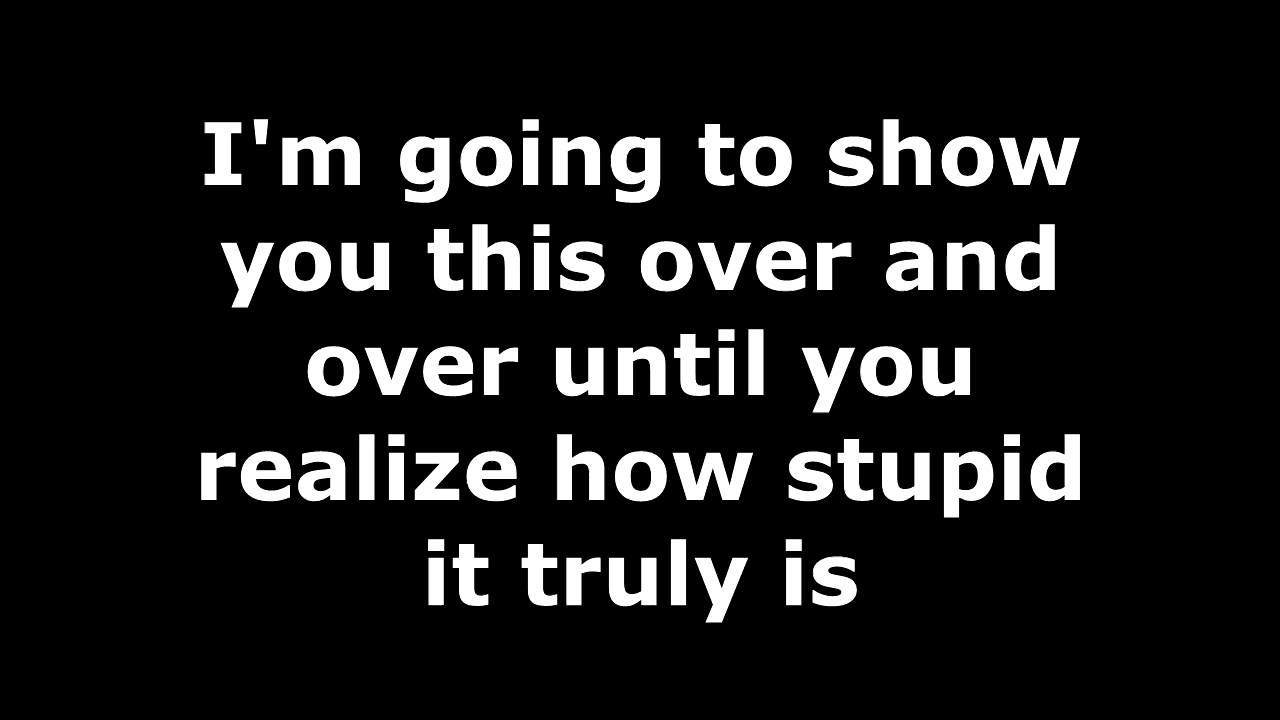 I'm going to show
you this over and
over until you
realize how stupid
it truly is